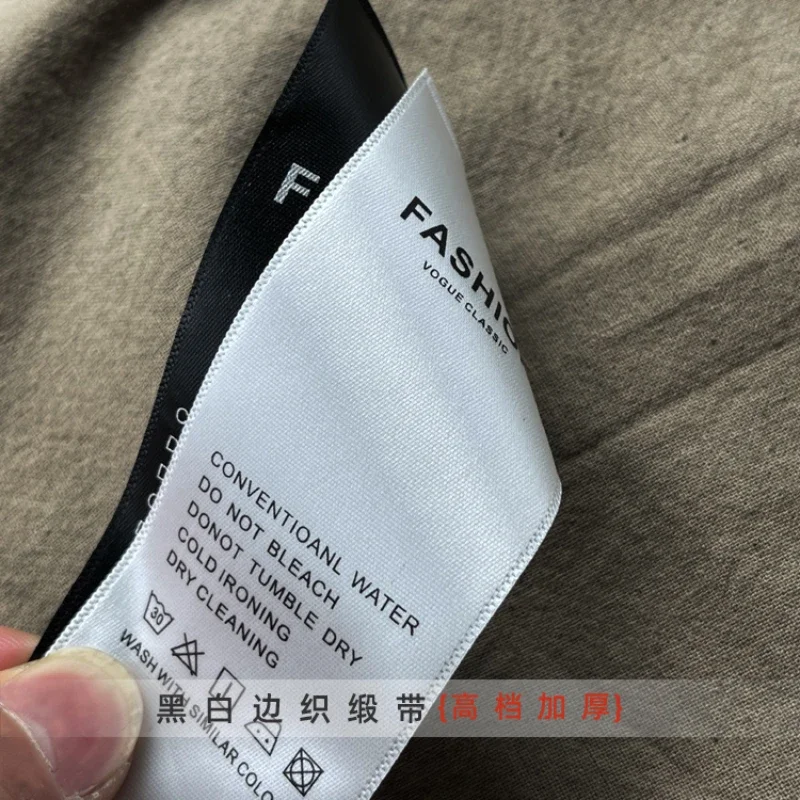 F
FASHIO
VOGUE CLASSIC
CONVENTIOANL WATER
DO NOT BLEACH
DONOT TUMBLE DRY
COLD IRONING
DRY CLEANING
30
WASH WITH SIMILAR COLO
黑白边织缎带(高档加厚)